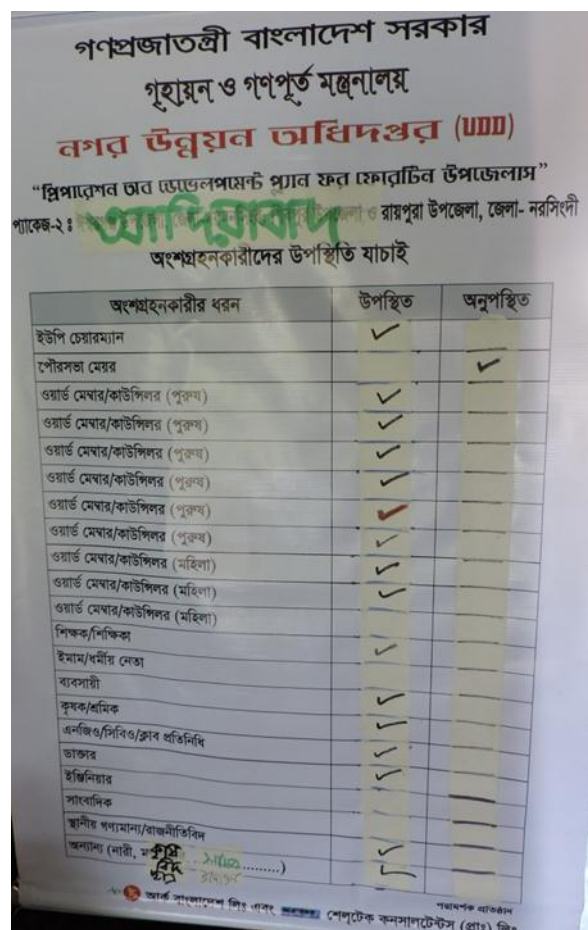 গণপ্রজাতন্ত্রী বাংলাদেশ সরকার
গৃহায়ন ও গণপূর্ত মন্ত্রনালয়
নগর উন্নয়ন অধিদপ্তর (UDD)
“প্রিপারেশন অব ডেভেলপমেন্ট প্ল্যান ফর ফোরটিন উপজেলাস”
প্যাকেজ-২ : আদিয়াবাদ ও রায়পুরা উপজেলা, জেলা- নরসিংদী
অংশগ্রহনকারীদের উপস্থিতি যাচাই
অংশগ্রহনকারীর ধরন উপস্থিত অনুপস্থিত
ইউপি চেয়ারম্যান ✓
পৌরসভা মেয়র ✓
ওয়ার্ড মেম্বার/কাউন্সিলর (পুরুষ) ✓
ওয়ার্ড মেম্বার/কাউন্সিলর (পুরুষ) ✓
ওয়ার্ড মেম্বার/কাউন্সিলর (পুরুষ) ✓
ওয়ার্ড মেম্বার/কাউন্সিলর (পুরুষ) ✓
ওয়ার্ড মেম্বার/কাউন্সিলর (পুরুষ) ✓
ওয়ার্ড মেম্বার/কাউন্সিলর (পুরুষ) ✓
ওয়ার্ড মেম্বার/কাউন্সিলর (মহিলা) ✓
ওয়ার্ড মেম্বার/কাউন্সিলর (মহিলা) ✓
ওয়ার্ড মেম্বার/কাউন্সিলর (মহিলা)
শিক্ষক/শিক্ষিকা ✓
ইমাম/ধর্মীয় নেতা
ব্যবসায়ী ✓
কৃষক/শ্রমিক ✓
এনজিও/সিবিও/ক্লাব প্রতিনিধি ✓
ডাক্তার ✓
ইঞ্জিনিয়ার
সাংবাদিক
স্থানীয় গণ্যমান্য/রাজনীতিবিদ ✓
অন্যান্য (নারী, .........) ✓
আর্ক বাংলাদেশ লিঃ এবং শেলটেক কনসালটেন্টস (প্রাঃ) লিঃ
পরামর্শক প্রতিষ্ঠান